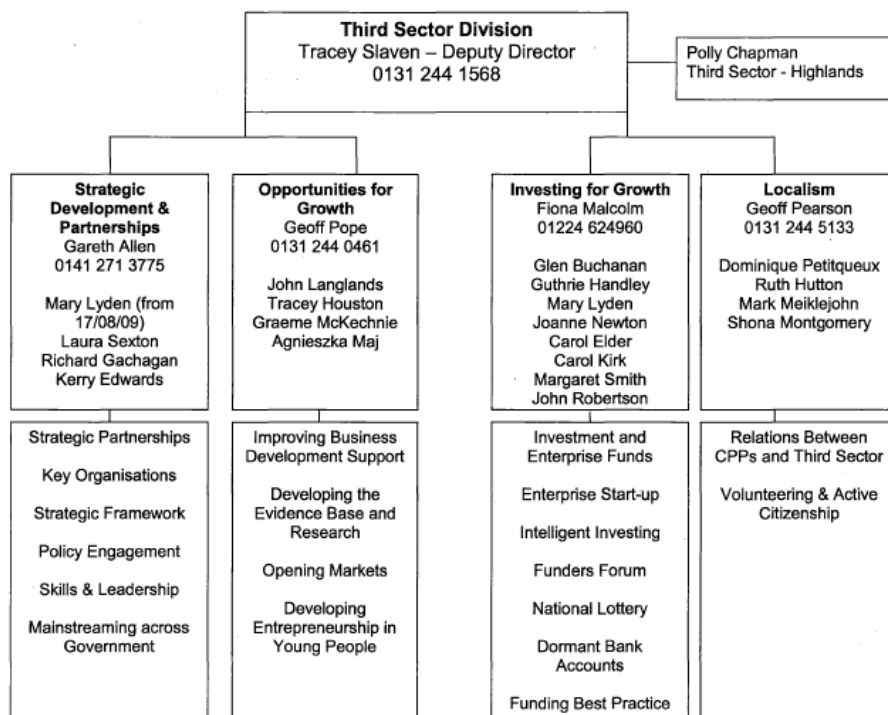 Third Sector Division
Tracey Slaven – Deputy Director
0131 244 1568
Polly Chapman
Third Sector - Highlands
Strategic
Development &
Partnerships
Gareth Allen
0141 271 3775
Mary Lyden (from
17/08/09)
Laura Sexton
Richard Gachagan
Kerry Edwards
Opportunities for
Growth
Geoff Pope
0131 244 0461
John Langlands
Tracey Houston
Graeme McKechnie
Agnieszka Maj
Investing for Growth
Fiona Malcolm
01224 624960
Glen Buchanan
Guthrie Handley
Mary Lyden
Joanne Newton
Carol Elder
Carol Kirk
Margaret Smith
John Robertson
Localism
Geoff Pearson
0131 244 5133
Dominique Petitqueux
Ruth Hutton
Mark Meiklejohn
Shona Montgomery
Strategic Partnerships
Key Organisations
Strategic Framework
Policy Engagement
Skills & Leadership
Mainstreaming across
Government
Improving Business
Development Support
Developing the
Evidence Base and
Research
Opening Markets
Developing
Entrepreneurship in
Young People
Investment and
Enterprise Funds
Enterprise Start-up
Intelligent Investing
Funders Forum
National Lottery
Dormant Bank
Accounts
Funding Best Practice
Relations Between
CPPs and Third Sector
Volunteering & Active
Citizenship